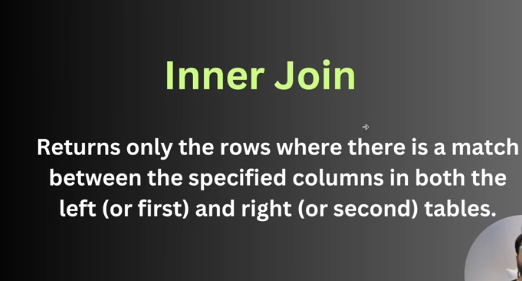 Inner Join
Returns only the rows where there is a match
between the specified columns in both the
left (or first) and right (or second) tables.